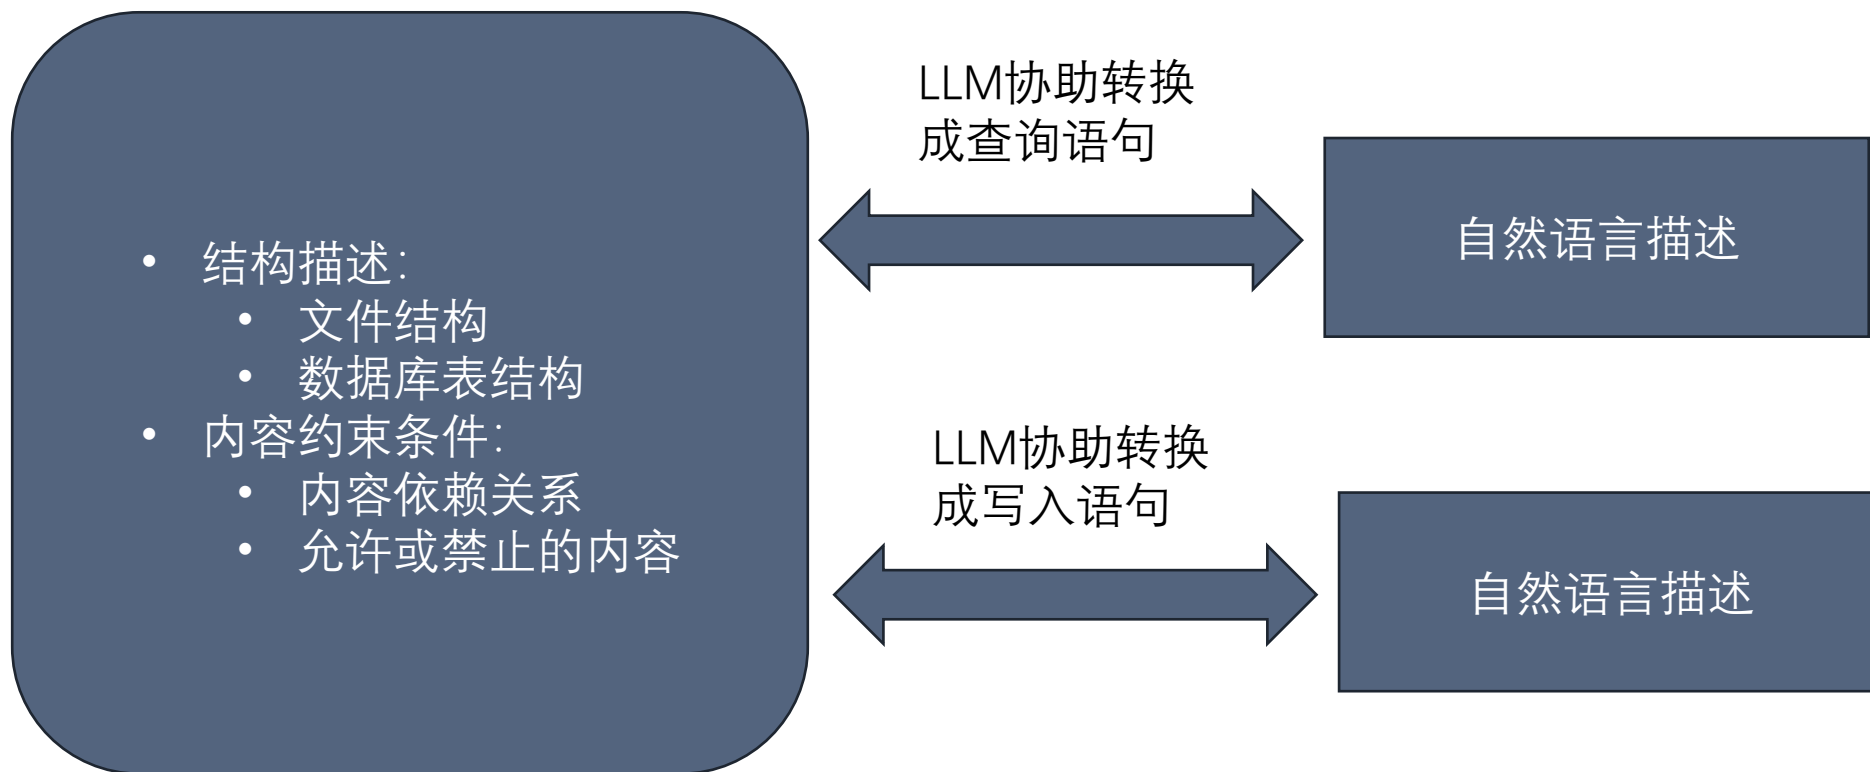 LLM协助转换
成查询语句
自然语言描述
• 结构描述：
• 文件结构
• 数据库表结构
• 内容约束条件：
• 内容依赖关系
• 允许或禁止的内容
LLM协助转换
成写入语句
自然语言描述